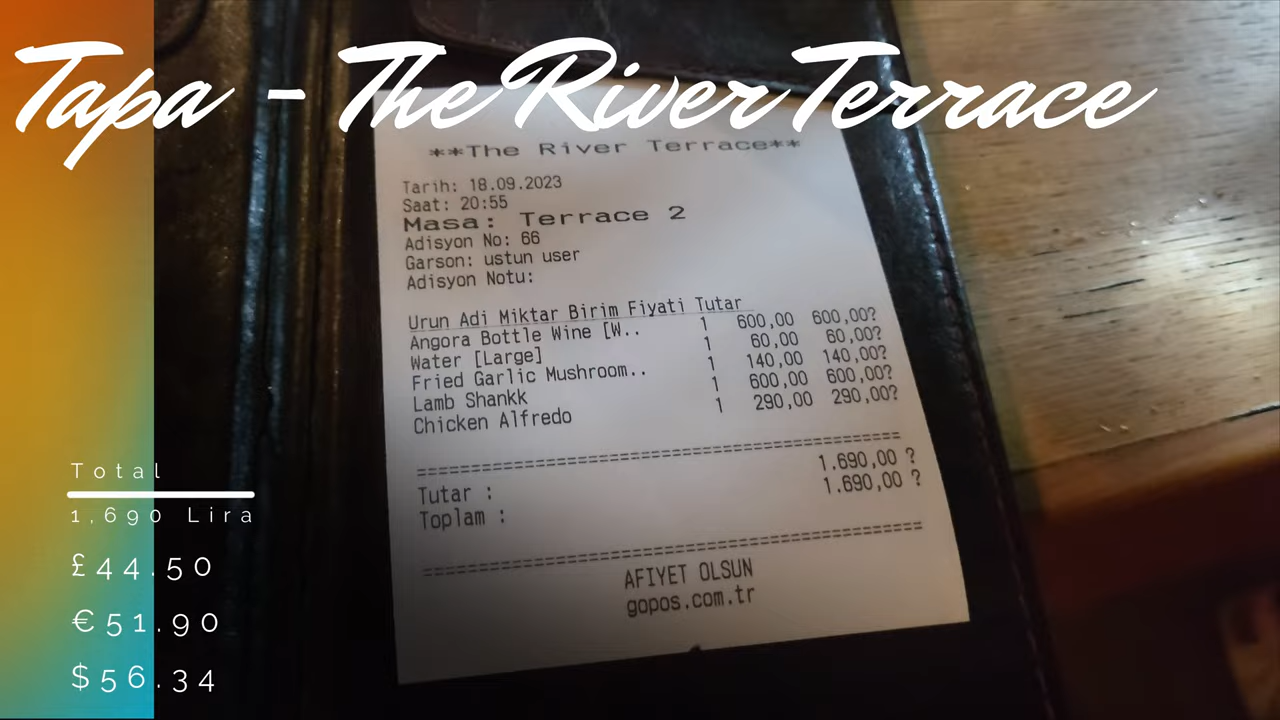 Tapa - The River Terrace
**The River Terrace**
Tarih: 18.09.2023
Saat: 20:55
Masa: Terrace 2
Adisyon No: 66
Garson: ustun user
Adisyon Notu:
Urun Adi Miktar Birim Fiyati Tutar
Angora Bottle Wine [W.. 1 600,00 600,00?
Water [Large] 1 60,00 60,00?
Fried Garlic Mushroom.. 1 140,00 140,00?
Lamb Shankk 1 600,00 600,00?
Chicken Alfredo 1 290,00 290,00?
Tutar : 1.690,00 ?
Toplam : 1.690,00 ?
AFIYET OLSUN
gopos.com.tr
Total
1,690 Lira
£44.50
€51.90
$56.34